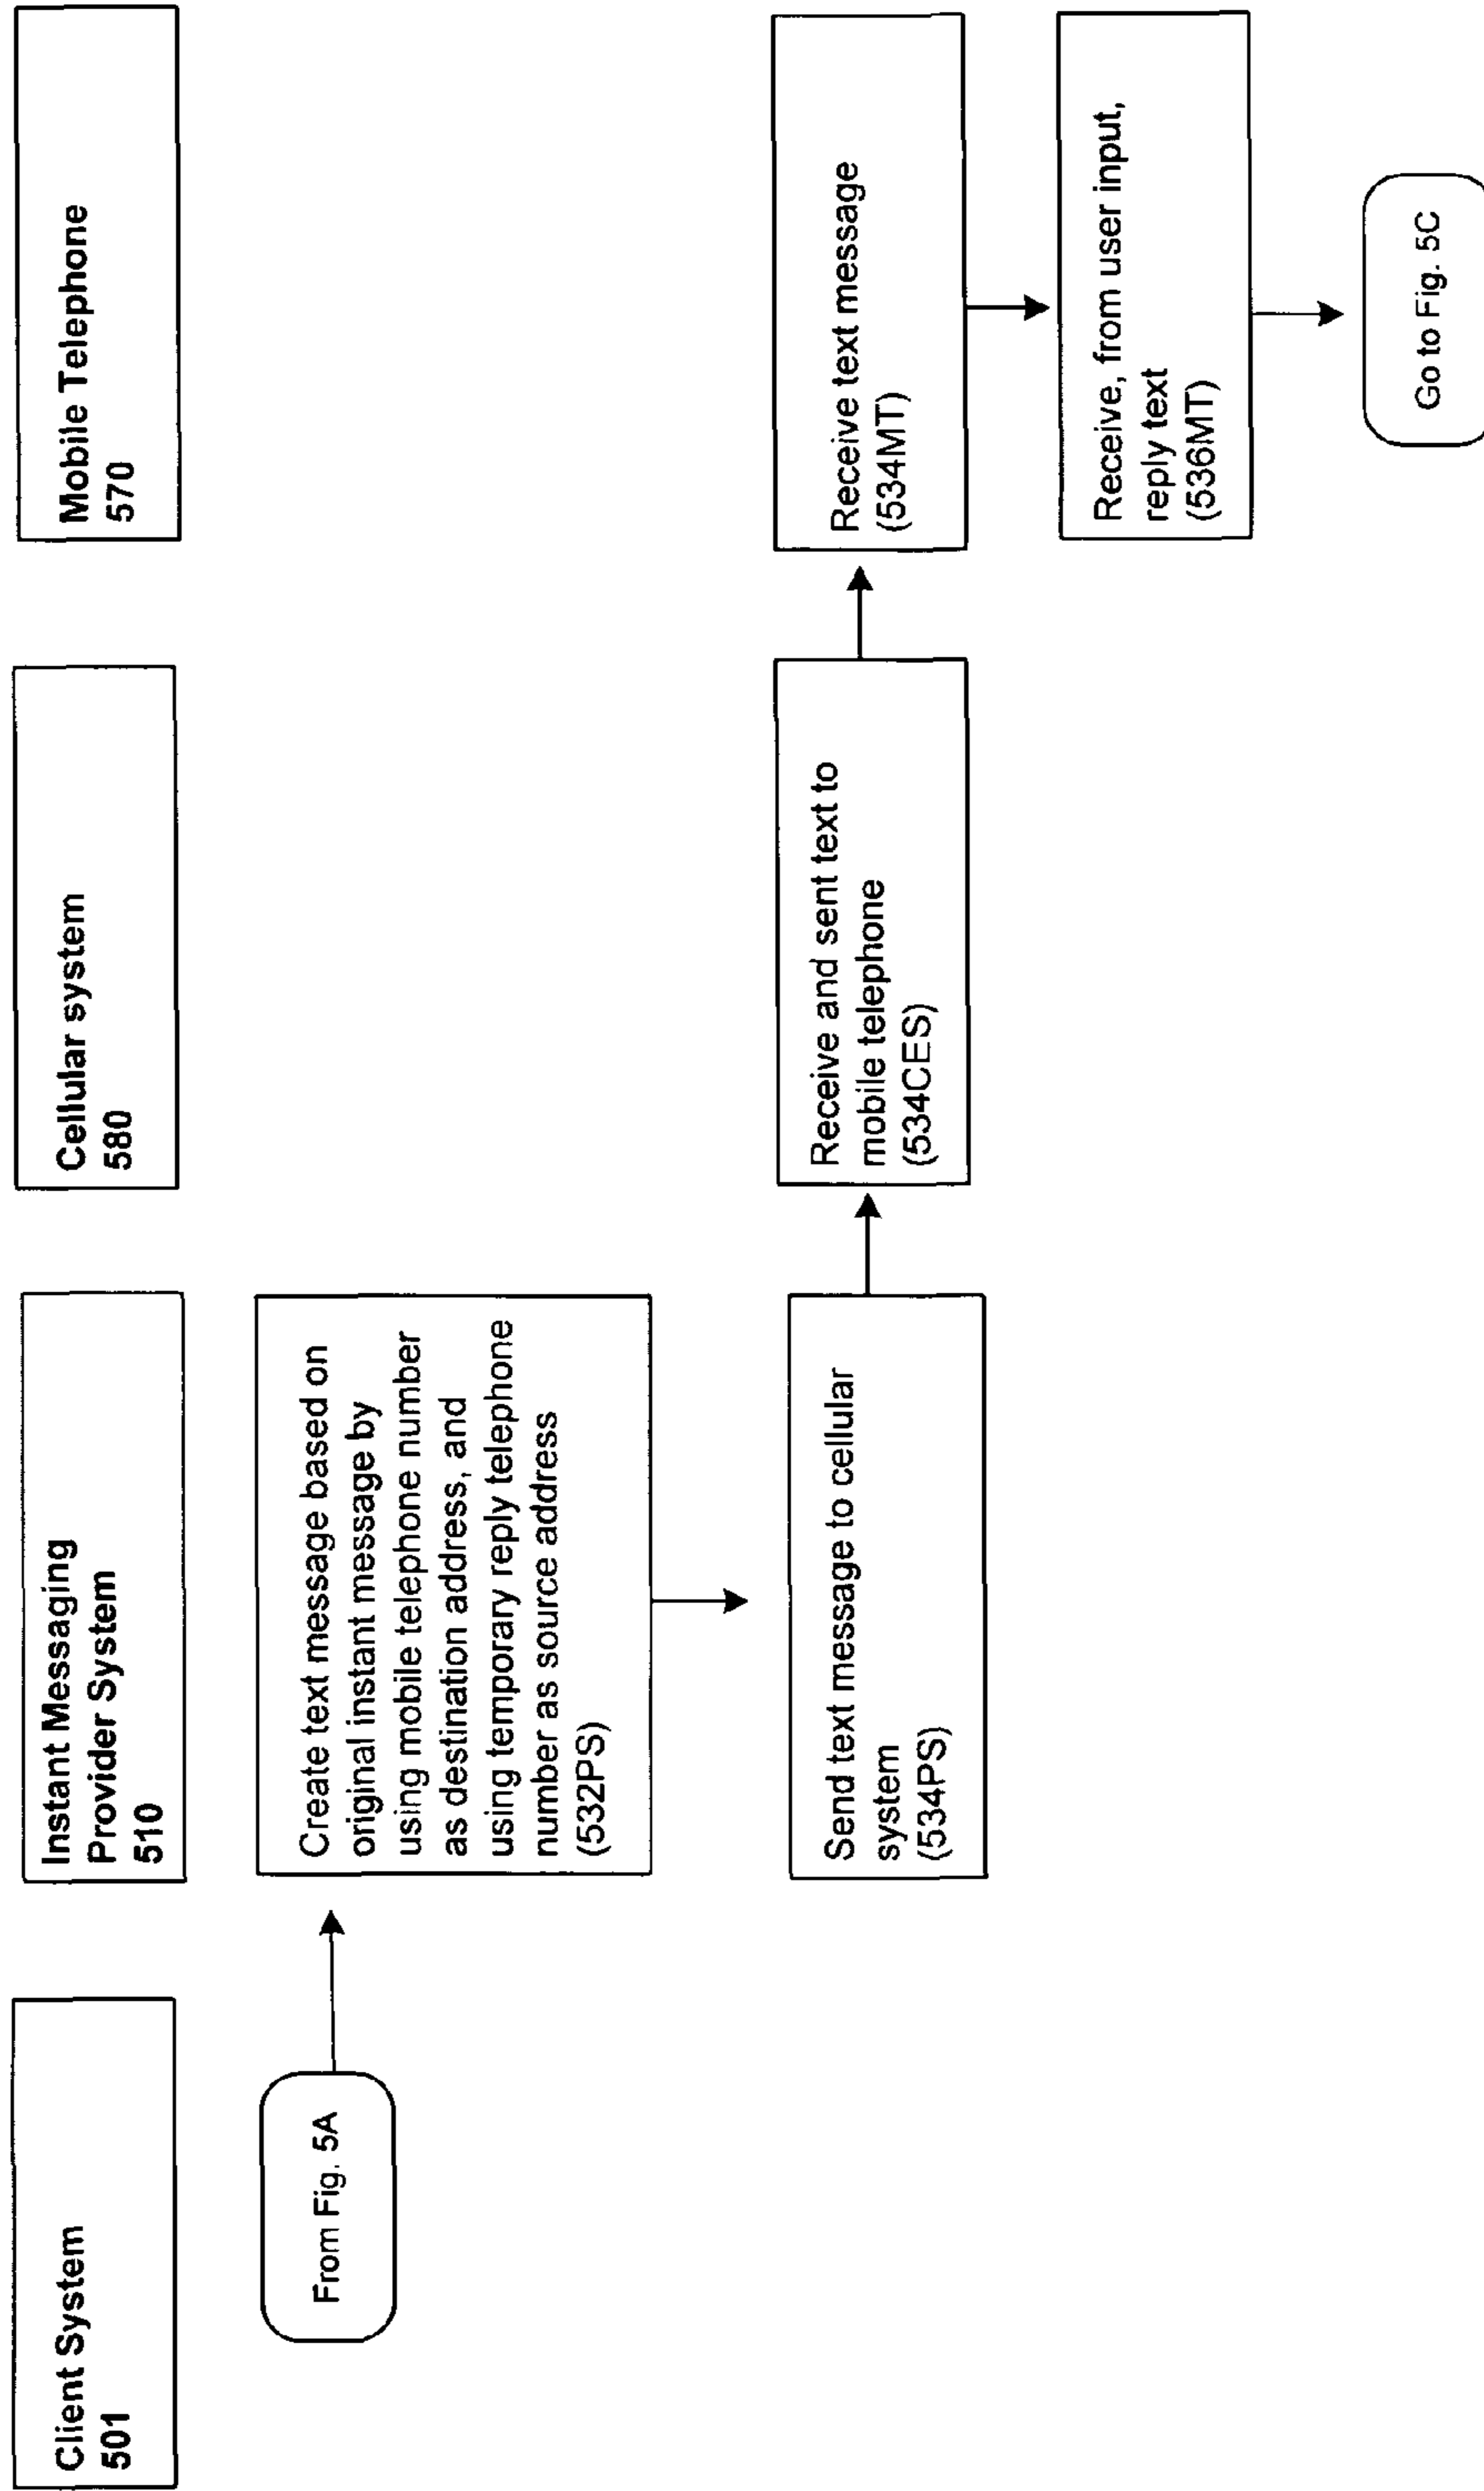 Client System
501
Instant Messaging
Provider System
510
Cellular system
580
Mobile Telephone
570
From Fig. 5A
Create text message based on
original instant message by
using mobile telephone number
as destination address, and
using temporary reply telephone
number as source address
(532PS)
Send text message to cellular
system
(534PS)
Receive and sent text to
mobile telephone
(534CES)
Receive text message
(534MT)
Receive, from user input,
reply text
(536MT)
Go to Fig. 5C